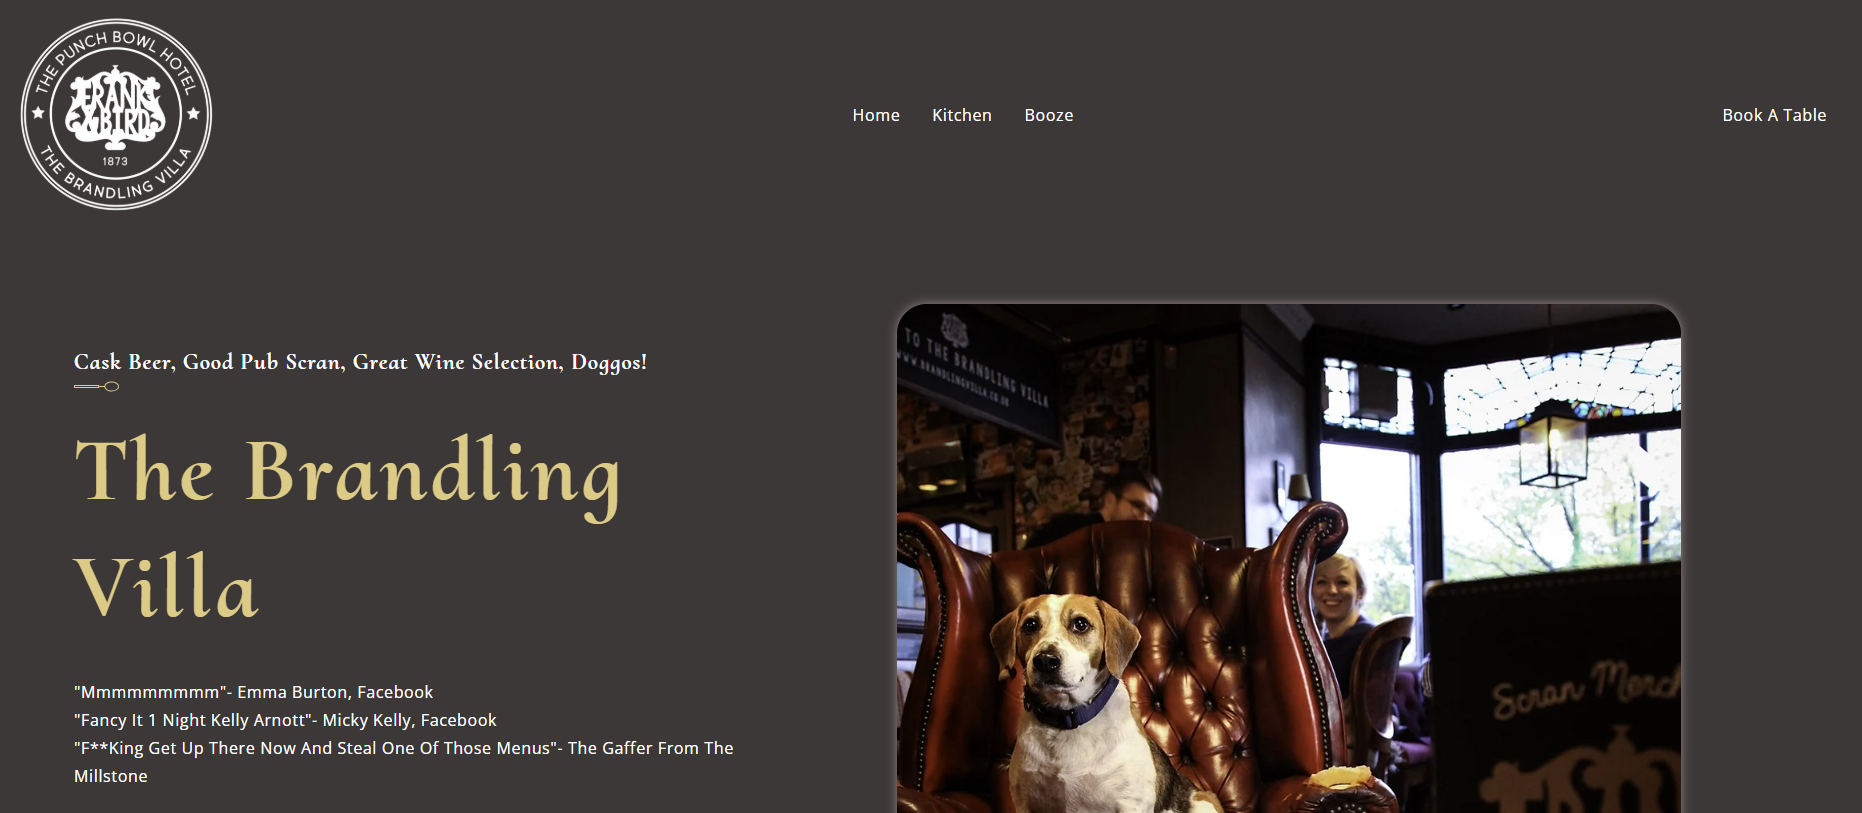 THE PUNCH BOWL HOTEL
FRANK
& BIRD
1873
THE BRANDLING VILLA
Home Kitchen Booze
Book A Table
Cask Beer, Good Pub Scran, Great Wine Selection, Doggos!
The Brandling
Villa
"Mmmmmmmmm"- Emma Burton, Facebook
"Fancy It 1 Night Kelly Arnott"- Micky Kelly, Facebook
"F**King Get Up There Now And Steal One Of Those Menus"- The Gaffer From The
Millstone
TO THE BRANDLING VILLA
WWW.BRANDLINGVILLA.CO.UK
Scran Merch